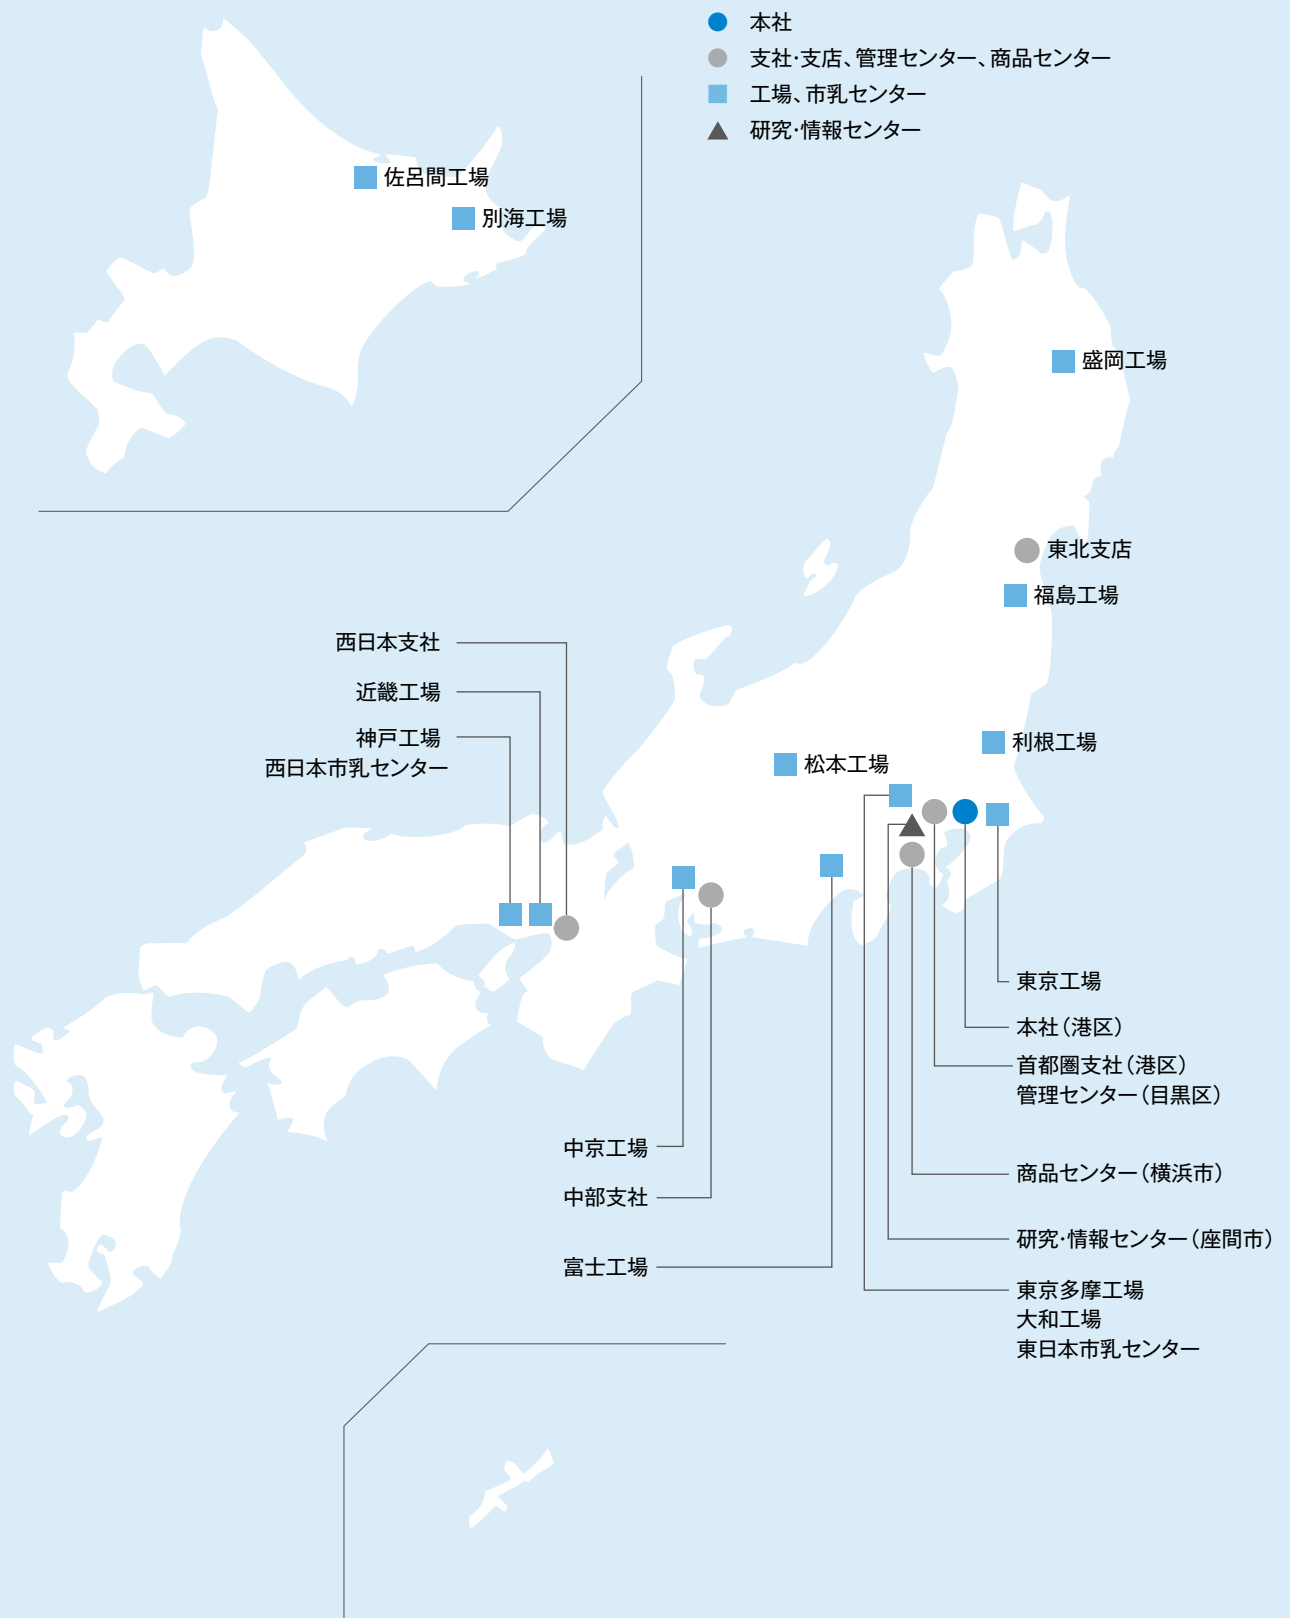 本社
支社・支店、管理センター、商品センター
工場、市乳センター
研究・情報センター
佐呂間工場
別海工場
盛岡工場
東北支店
福島工場
西日本支社
近畿工場
神戸工場
西日本市乳センター
利根工場
松本工場
東京工場
本社（港区）
首都圏支社（港区）
管理センター（目黒区）
中京工場
商品センター（横浜市）
中部支社
研究・情報センター（座間市）
富士工場
東京多摩工場
大和工場
東日本市乳センター